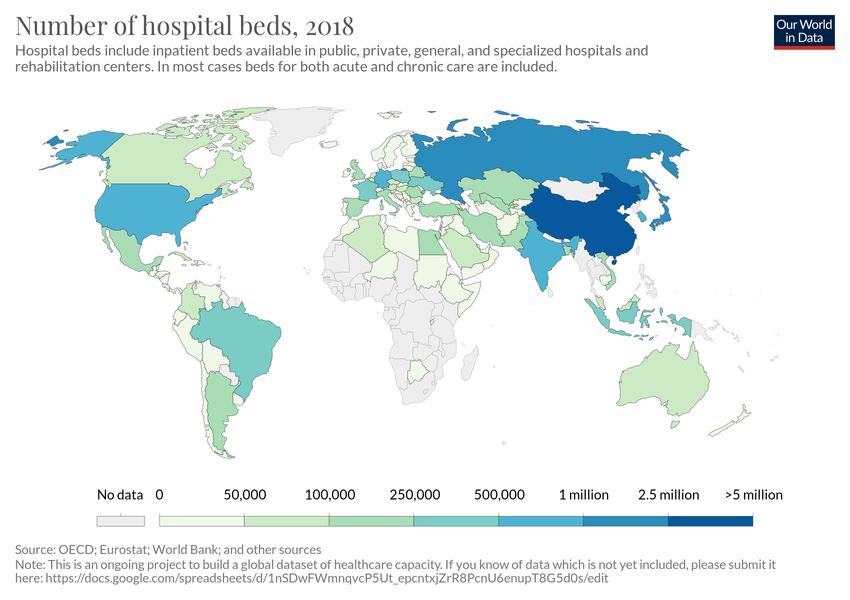 Number of hospital beds, 2018
Our World
in Data
Hospital beds include inpatient beds available in public, private, general, and specialized hospitals and
rehabilitation centers. In most cases beds for both acute and chronic care are included.
No data 0 50,000 100,000 250,000 500,000 1 million 2.5 million >5 million
Source: OECD; Eurostat; World Bank; and other sources
Note: This is an ongoing project to build a global dataset of healthcare capacity. If you know of data which is not yet included, please submit it
here: https://docs.google.com/spreadsheets/d/1nSDwFWmnqvcP5Ut_epcntxjZrR8PcnU6enupT8G5d0s/edit